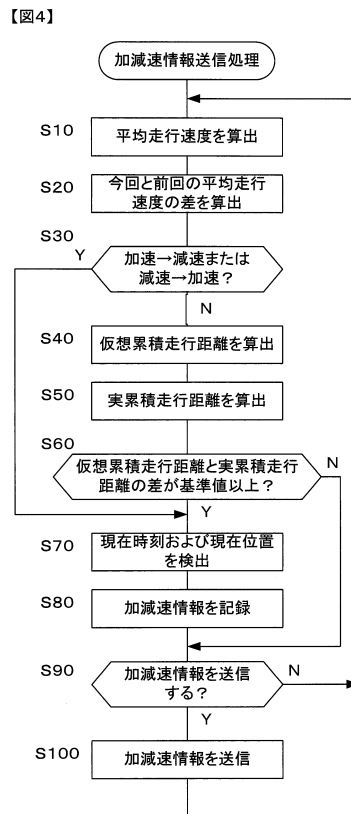 【図4】
加減速情報送信処理
S10
平均走行速度を算出
S20
今回と前回の平均走行
速度の差を算出
S30
Y
加速→減速または
減速→加速？
N
S40
仮想累積走行距離を算出
S50
実累積走行距離を算出
S60
仮想累積走行距離と実累積走行
距離の差が基準値以上？
N
Y
S70
現在時刻および現在位置
を検出
S80
加減速情報を記録
S90
加減速情報を送信
する？
N
Y
S100
加減速情報を送信